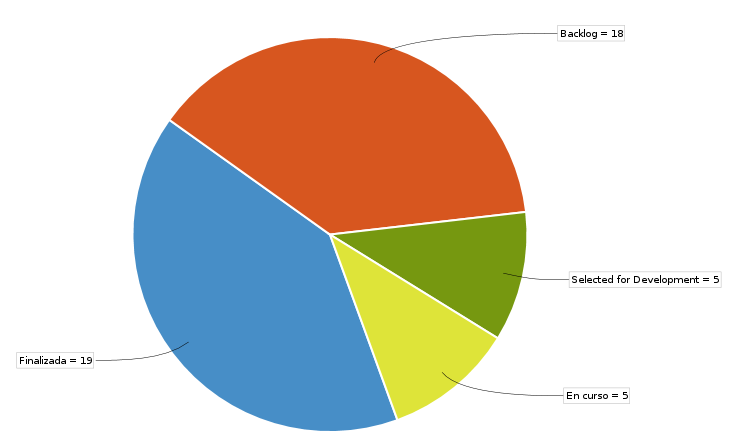 Backlog = 18
Selected for Development = 5
Finalizada = 19
En curso = 5